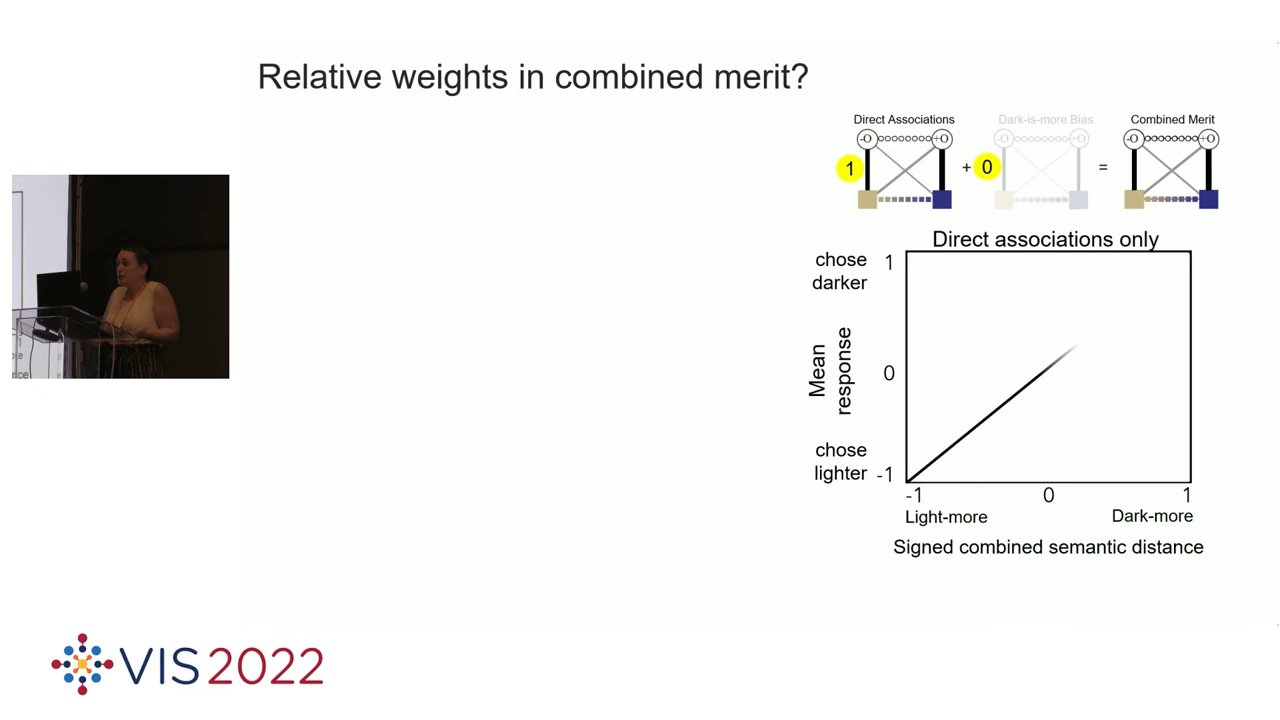 Relative weights in combined merit?
Direct Associations
Dark-is-more Bias
Combined Merit
-O +O -O +O -O +O
1 + 0 =
Direct associations only
chose
darker
1
Mean
response
0
chose
lighter
-1
-1 0 1
Light-more Dark-more
Signed combined semantic distance
VIS2022